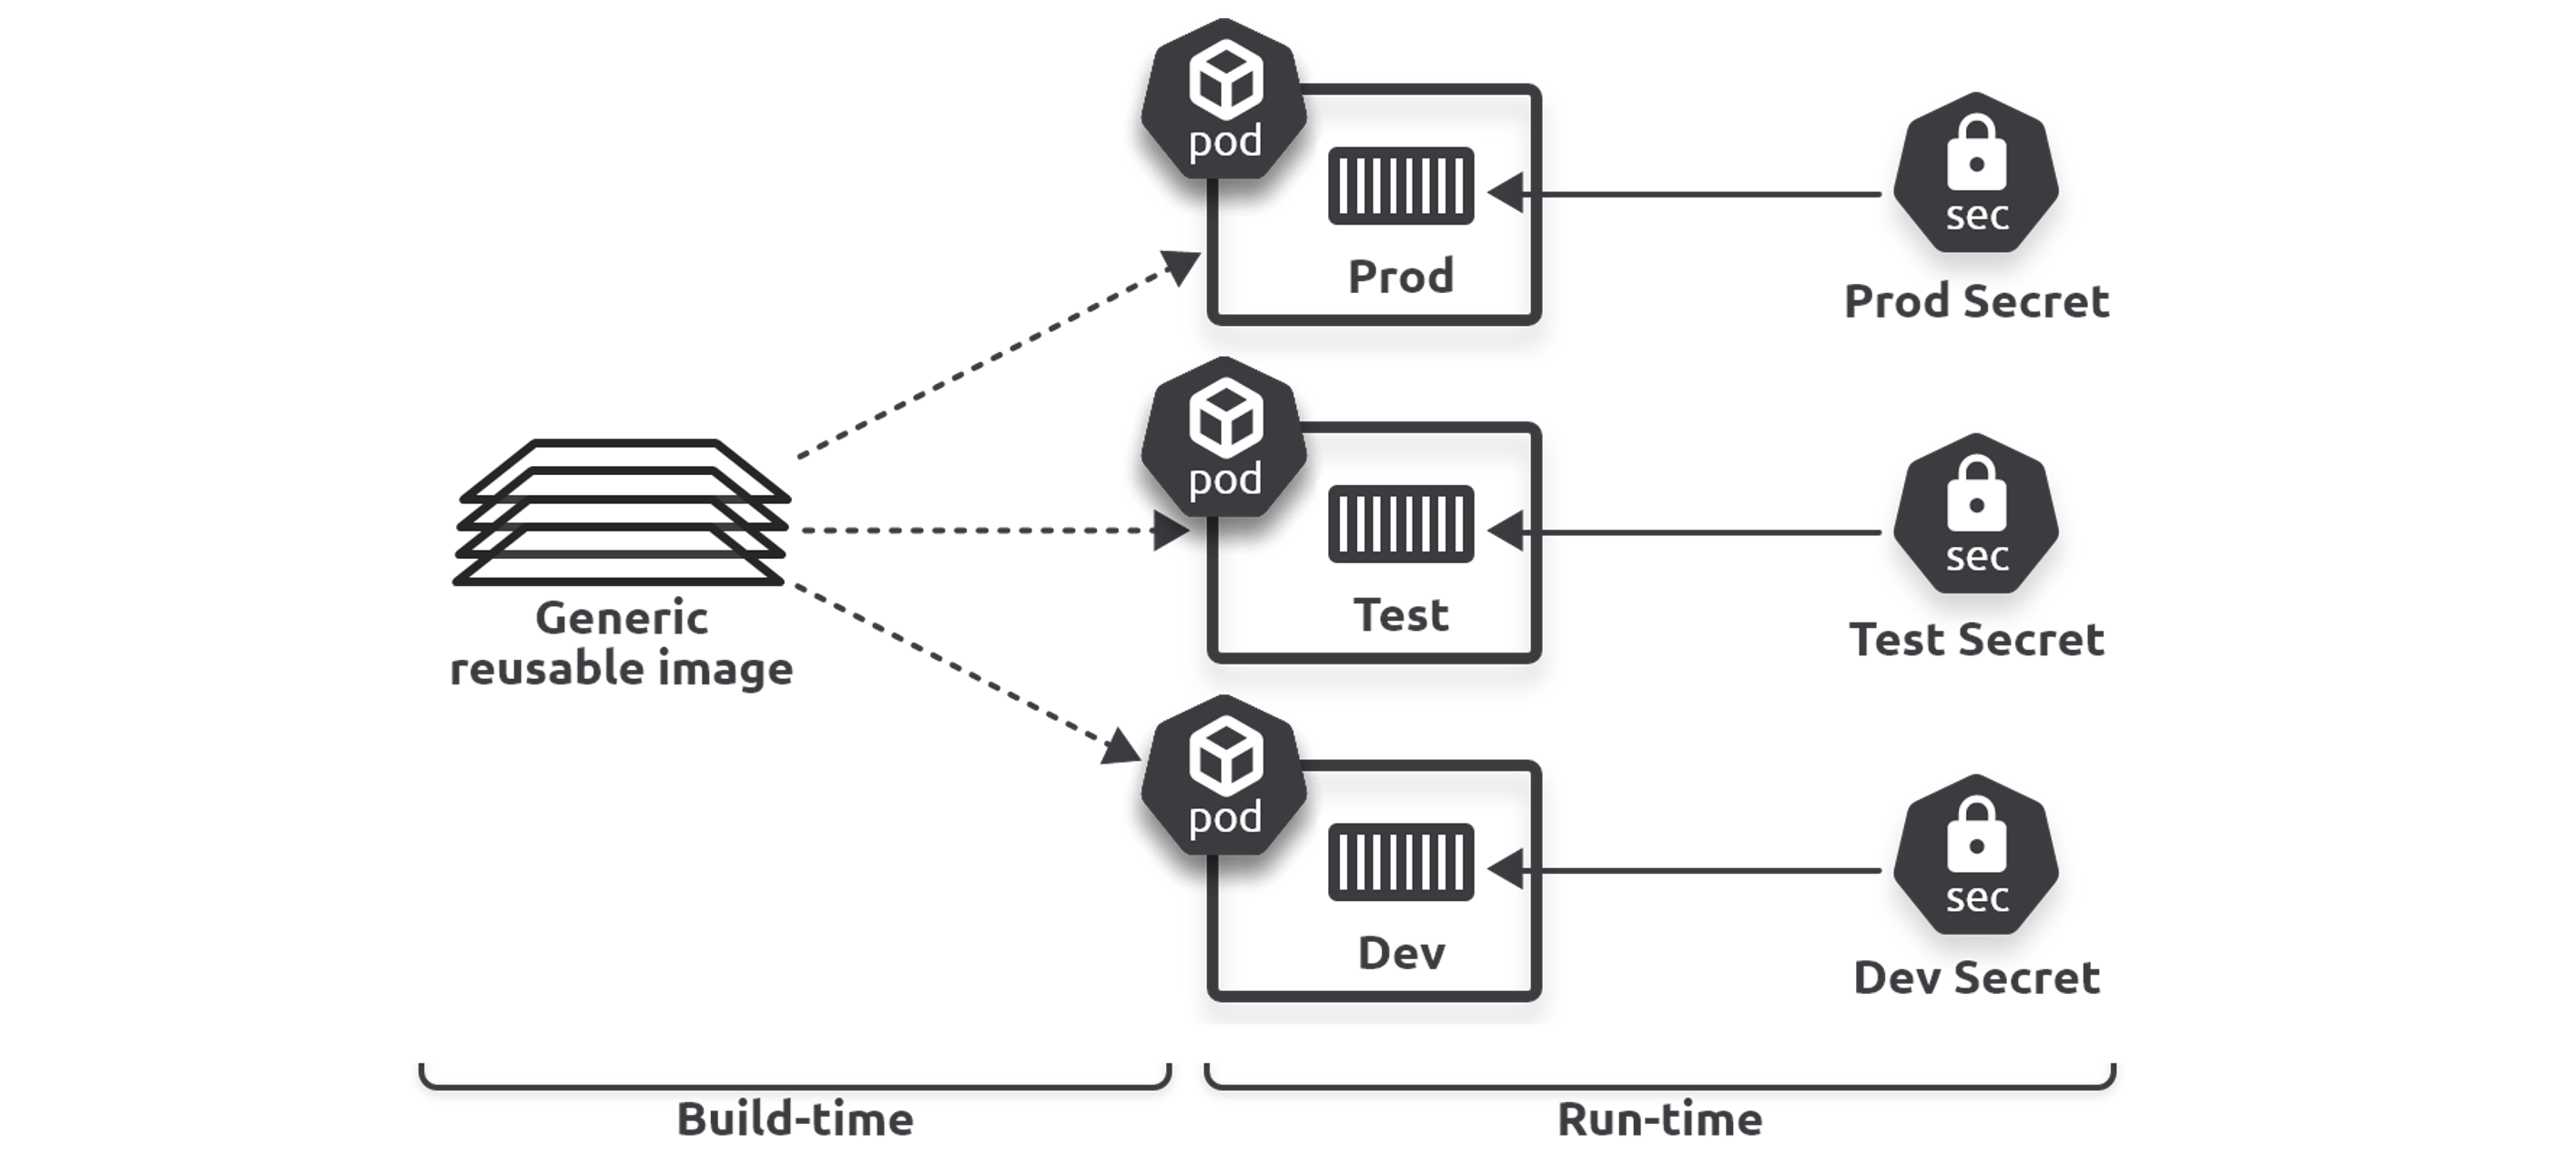 pod
Prod
sec
Prod Secret
pod
Test
sec
Test Secret
Generic
reusable image
pod
Dev
sec
Dev Secret
Build-time
Run-time